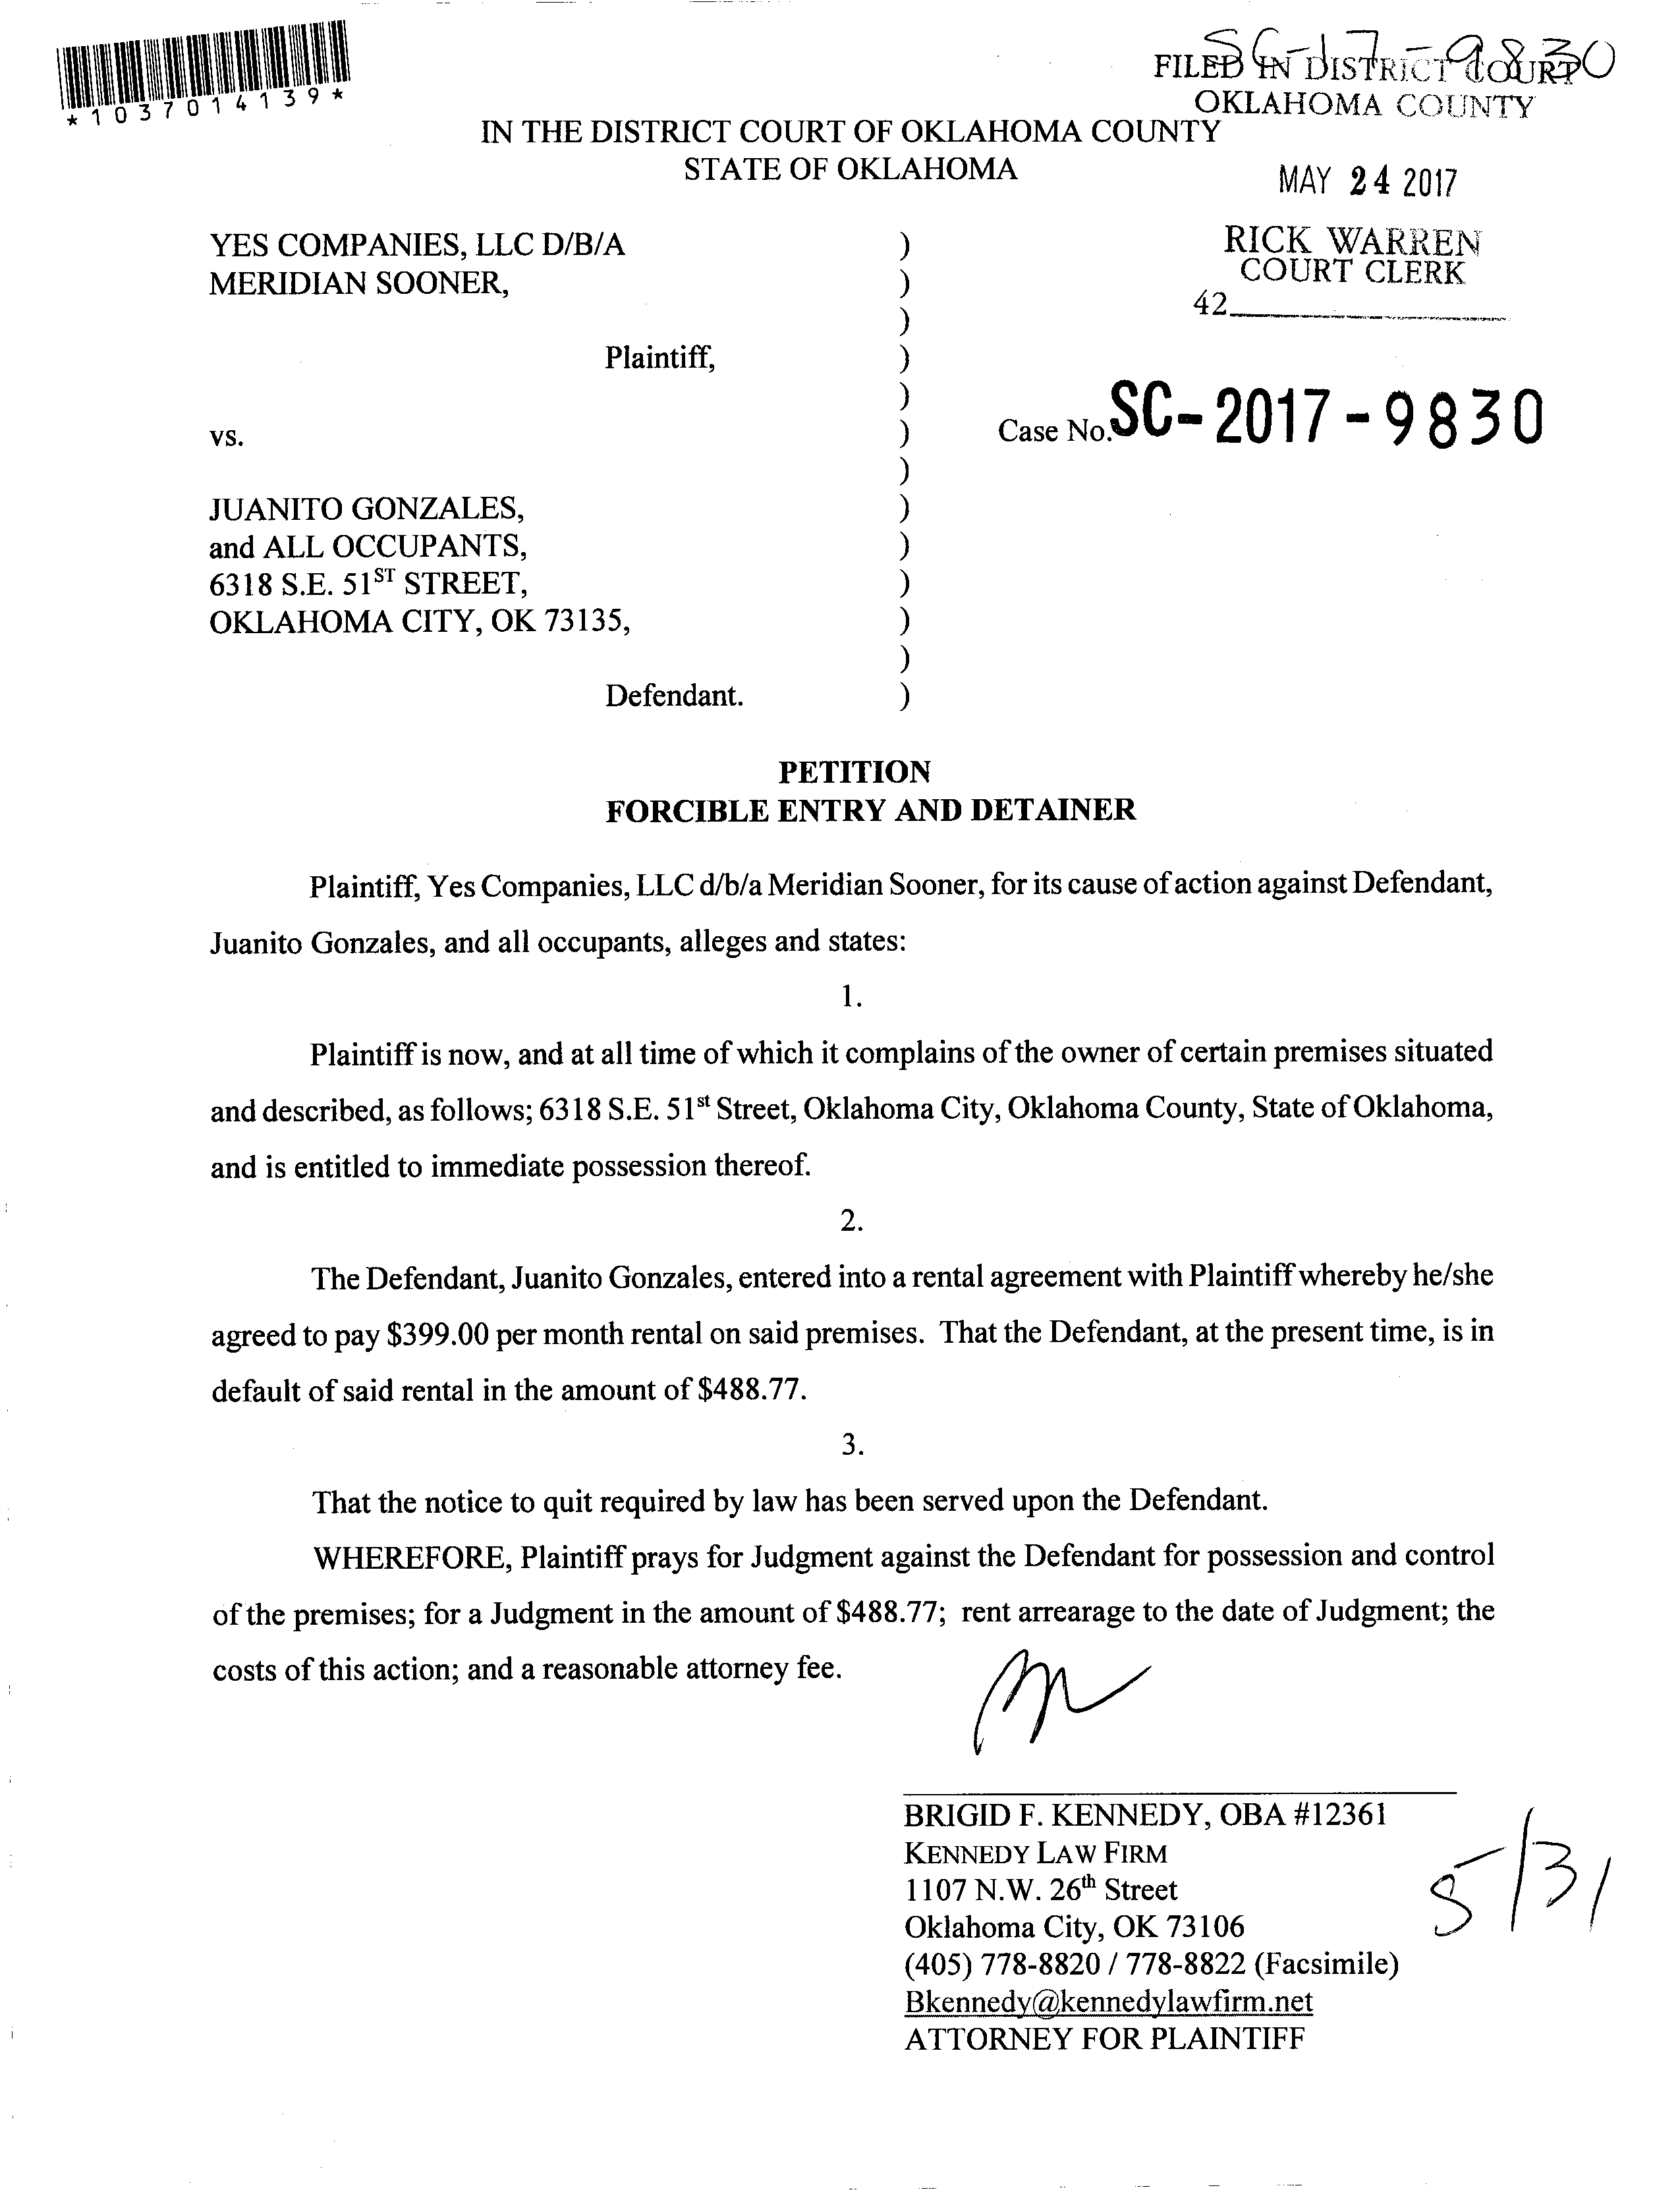 *1037014139*
SC-17-9830
FILED IN DISTRICT COURT
OKLAHOMA COUNTY
IN THE DISTRICT COURT OF OKLAHOMA COUNTY
STATE OF OKLAHOMA
MAY 24 2017
RICK WARREN
COURT CLERK
42
YES COMPANIES, LLC D/B/A )
MERIDIAN SOONER, )
)
Plaintiff, )
)
vs. ) Case No. SC-2017-9830
)
JUANITO GONZALES, )
and ALL OCCUPANTS, )
6318 S.E. 51ST STREET, )
OKLAHOMA CITY, OK 73135, )
)
Defendant. )
PETITION
FORCIBLE ENTRY AND DETAINER
Plaintiff, Yes Companies, LLC d/b/a Meridian Sooner, for its cause of action against Defendant,
Juanito Gonzales, and all occupants, alleges and states:
1.
Plaintiff is now, and at all time of which it complains of the owner of certain premises situated
and described, as follows; 6318 S.E. 51st Street, Oklahoma City, Oklahoma County, State of Oklahoma,
and is entitled to immediate possession thereof.
2.
The Defendant, Juanito Gonzales, entered into a rental agreement with Plaintiff whereby he/she
agreed to pay $399.00 per month rental on said premises. That the Defendant, at the present time, is in
default of said rental in the amount of $488.77.
3.
That the notice to quit required by law has been served upon the Defendant.
WHEREFORE, Plaintiff prays for Judgment against the Defendant for possession and control
of the premises; for a Judgment in the amount of $488.77; rent arrearage to the date of Judgment; the
costs of this action; and a reasonable attorney fee.
BRIGID F. KENNEDY, OBA #12361
KENNEDY LAW FIRM
1107 N.W. 26th Street
Oklahoma City, OK 73106
(405) 778-8820 / 778-8822 (Facsimile)
Bkennedy@kennedylawfirm.net
ATTORNEY FOR PLAINTIFF
5/31